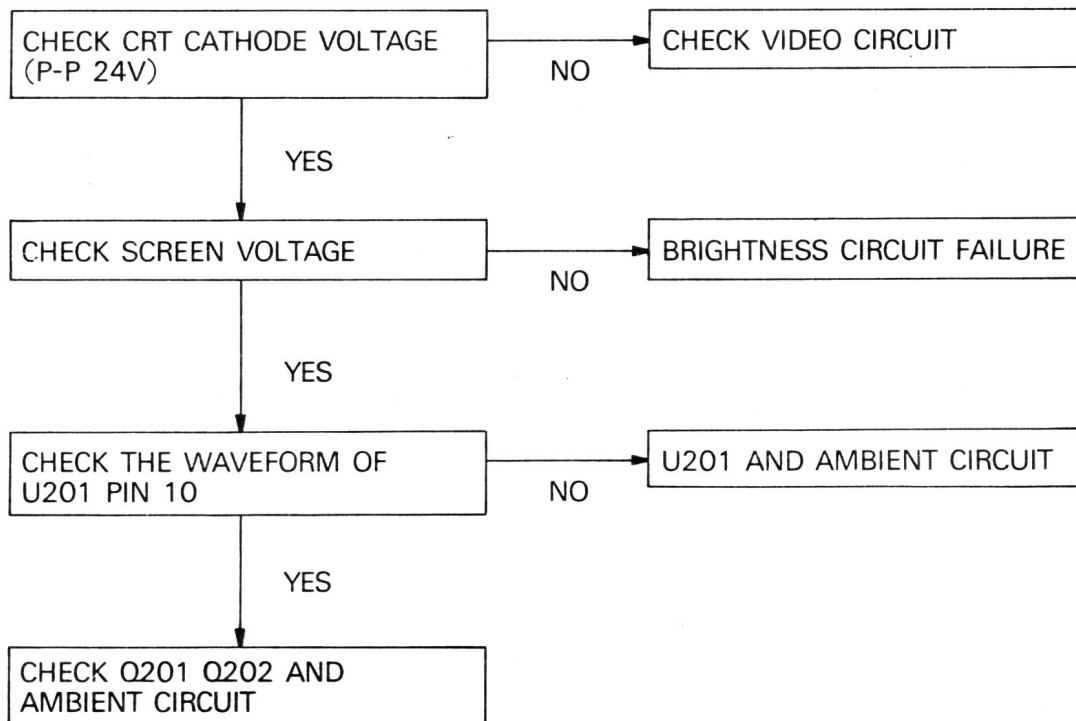 CHECK CRT CATHODE VOLTAGE
(P-P 24V)
NO
CHECK VIDEO CIRCUIT
YES
CHECK SCREEN VOLTAGE
NO
BRIGHTNESS CIRCUIT FAILURE
YES
CHECK THE WAVEFORM OF
U201 PIN 10
NO
U201 AND AMBIENT CIRCUIT
YES
CHECK Q201 Q202 AND
AMBIENT CIRCUIT